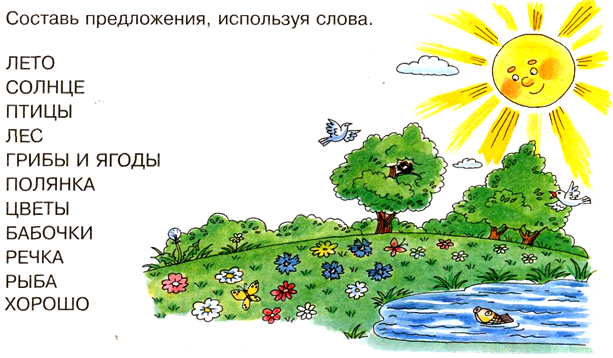 Составь предложения, используя слова.
ЛЕТО
СОЛНЦЕ
ПТИЦЫ
ЛЕС
ГРИБЫ И ЯГОДЫ
ПОЛЯНКА
ЦВЕТЫ
БАБОЧКИ
РЕЧКА
РЫБА
ХОРОШО